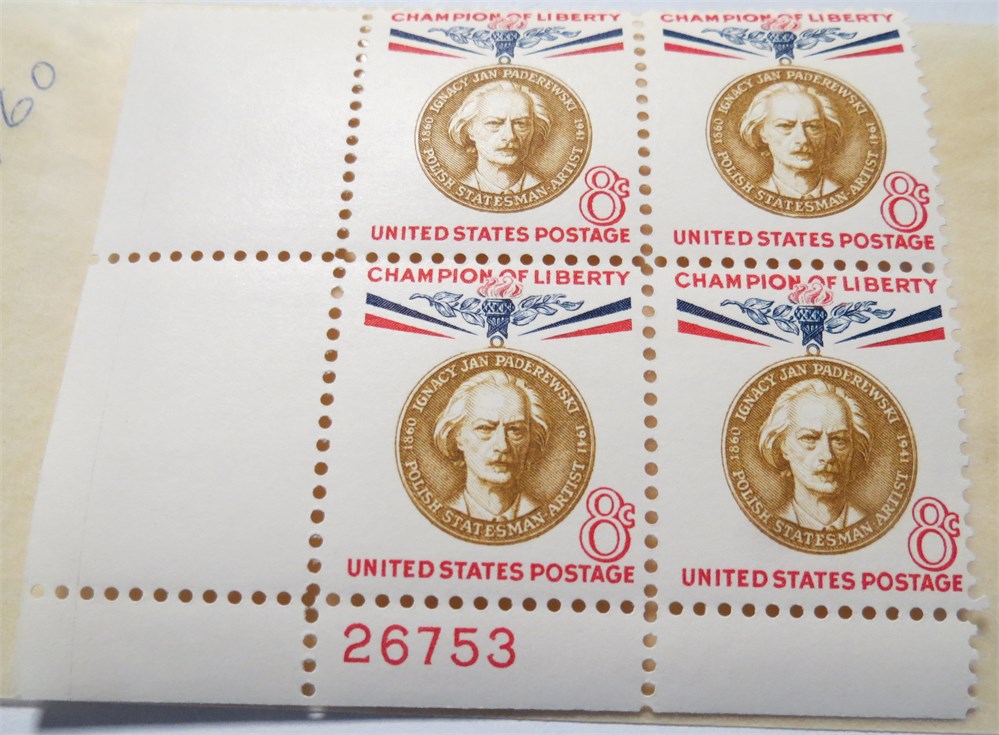 60
CHAMPION OF LIBERTY
IGNACY JAN PADEREWSKI
1860 1941
POLISH STATESMAN-ARTIST
8c
UNITED STATES POSTAGE
CHAMPION OF LIBERTY
IGNACY JAN PADEREWSKI
1860 1941
POLISH STATESMAN-ARTIST
8c
UNITED STATES POSTAGE
CHAMPION OF LIBERTY
IGNACY JAN PADEREWSKI
1860 1941
POLISH STATESMAN-ARTIST
8c
UNITED STATES POSTAGE
CHAMPION OF LIBERTY
IGNACY JAN PADEREWSKI
1860 1941
POLISH STATESMAN-ARTIST
8c
UNITED STATES POSTAGE
26753